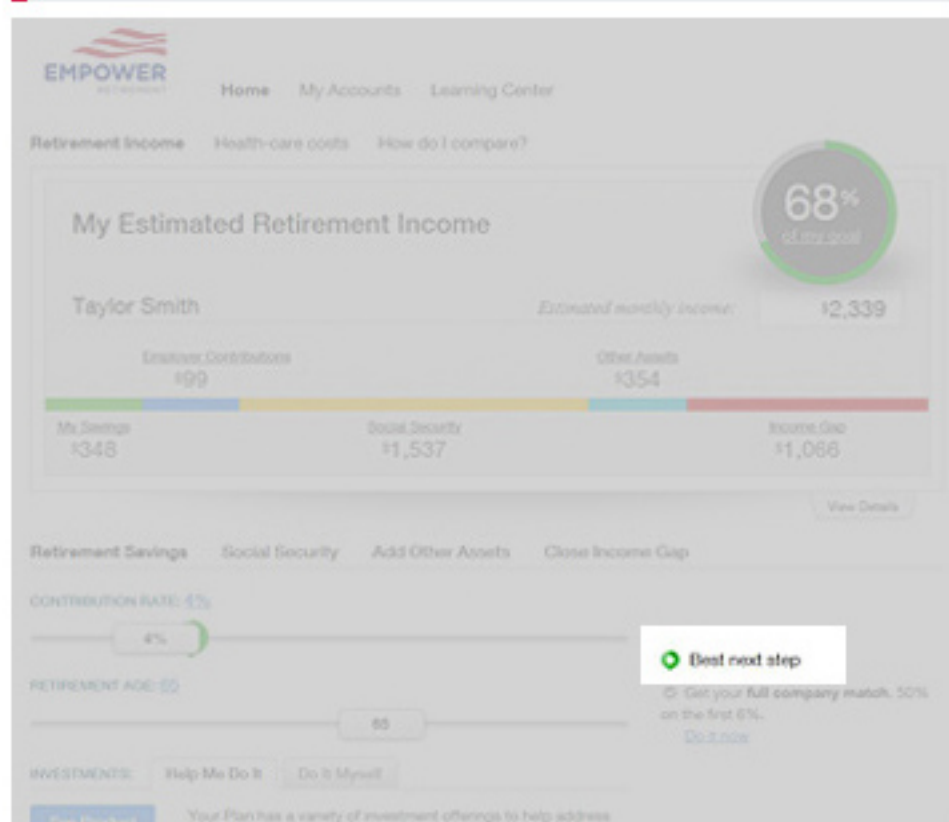 EMPOWER
RETIREMENT
Home My Accounts Learning Center
Retirement Income Health-care costs How do I compare?
68%
of my goal
My Estimated Retirement Income
Taylor Smith Estimated monthly income: $2,339
Employer Contributions Other Assets
$99 $354
My Savings Social Security Income Gap
$348 $1,537 $1,066
View Details
Retirement Savings Social Security Add Other Assets Close Income Gap
CONTRIBUTION RATE: 4%
4%
Best next step
RETIREMENT AGE: 65
Get your full company match. 50%
on the first 6%.
65
Do it now
INVESTMENTS: Help Me Do It Do It Myself
Your Plan has a variety of investment offerings to help address